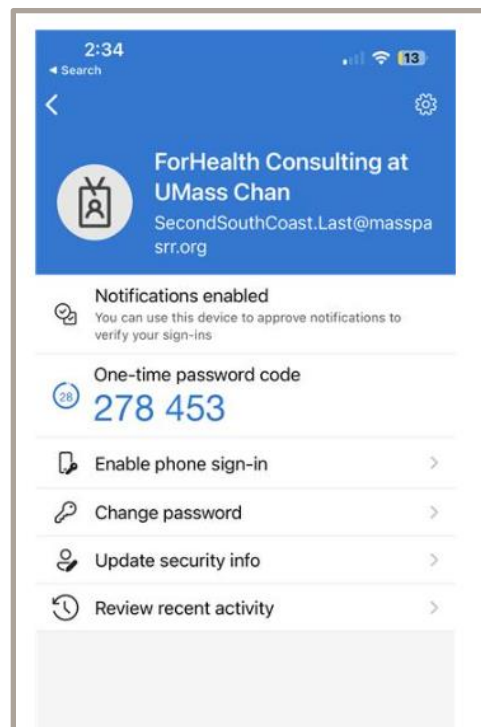 2:34
◀ Search
13
ForHealth Consulting at
UMass Chan
SecondSouthCoast.Last@masspa
srr.org
Notifications enabled
You can use this device to approve notifications to
verify your sign-ins
One-time password code
28
278 453
Enable phone sign-in
Change password
Update security info
Review recent activity